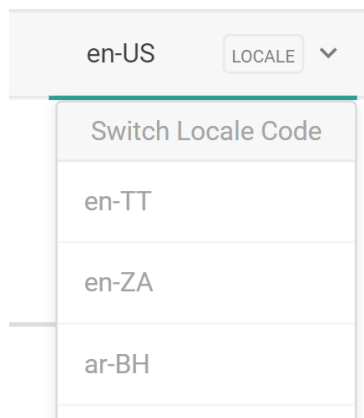 en-US LOCALE
Switch Locale Code
en-TT
en-ZA
ar-BH